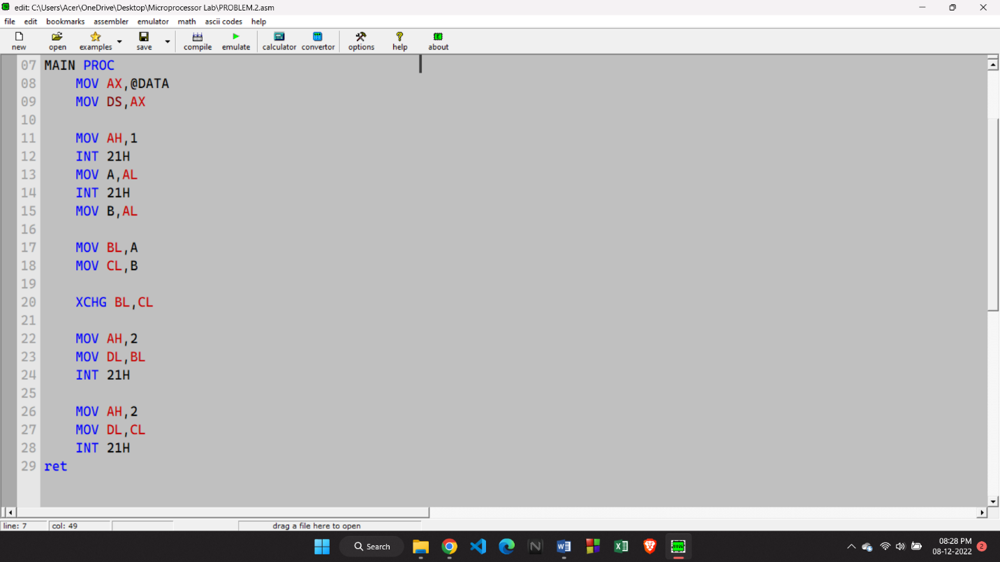 edit: C:\Users\Acer\OneDrive\Desktop\Microprocessor Lab\PROBLEM.2.asm
file edit bookmarks assembler emulator math ascii codes help
new open examples save compile emulate calculator convertor options help about
07 MAIN PROC
08     MOV AX,@DATA
09     MOV DS,AX
10
11     MOV AH,1
12     INT 21H
13     MOV A,AL
14     INT 21H
15     MOV B,AL
16
17     MOV BL,A
18     MOV CL,B
19
20     XCHG BL,CL
21
22     MOV AH,2
23     MOV DL,BL
24     INT 21H
25
26     MOV AH,2
27     MOV DL,CL
28     INT 21H
29 ret
line: 7 col: 49 drag a file here to open
Search 08:28 PM
08-12-2022 2